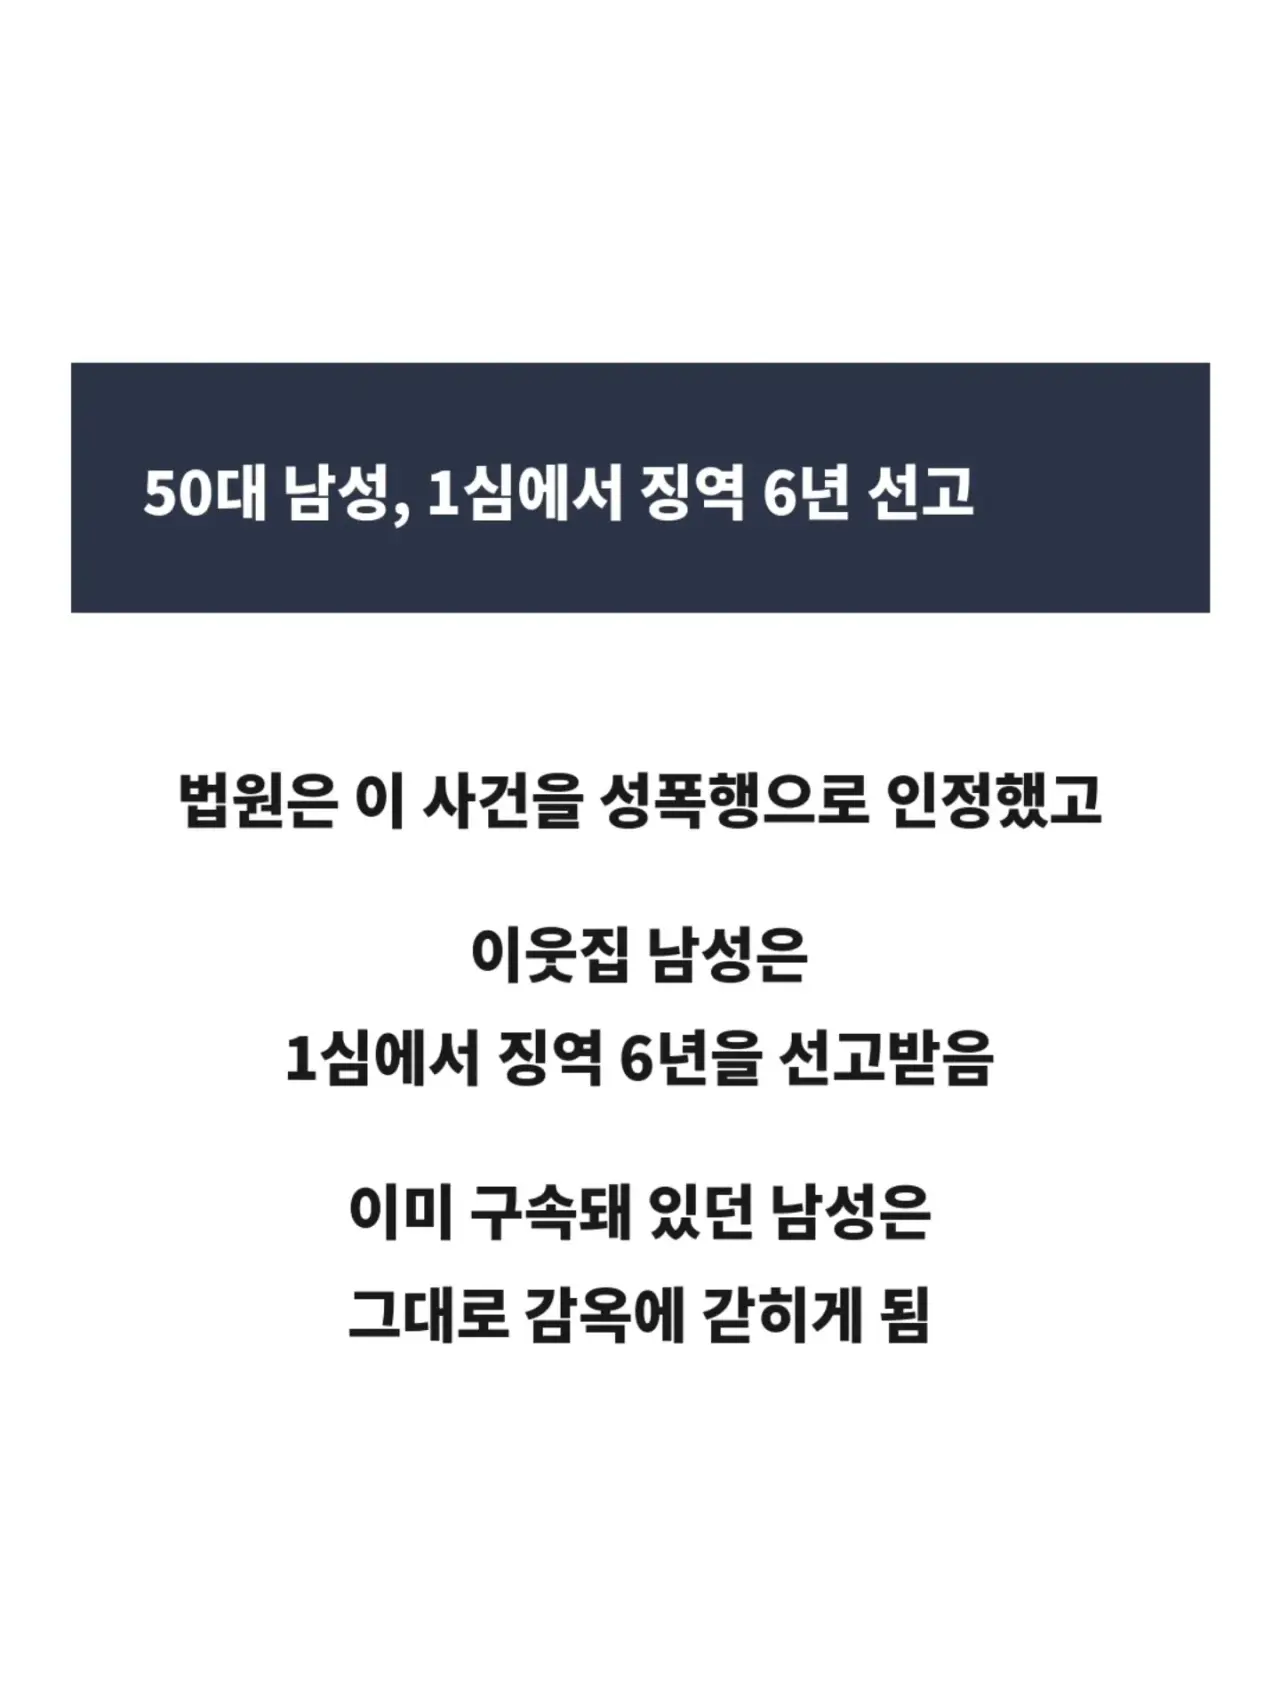 50대 남성, 1심에서 징역 6년 선고
법원은 이 사건을 성폭행으로 인정했고
이웃집 남성은
1심에서 징역 6년을 선고받음
이미 구속돼 있던 남성은
그대로 감옥에 갇히게 됨